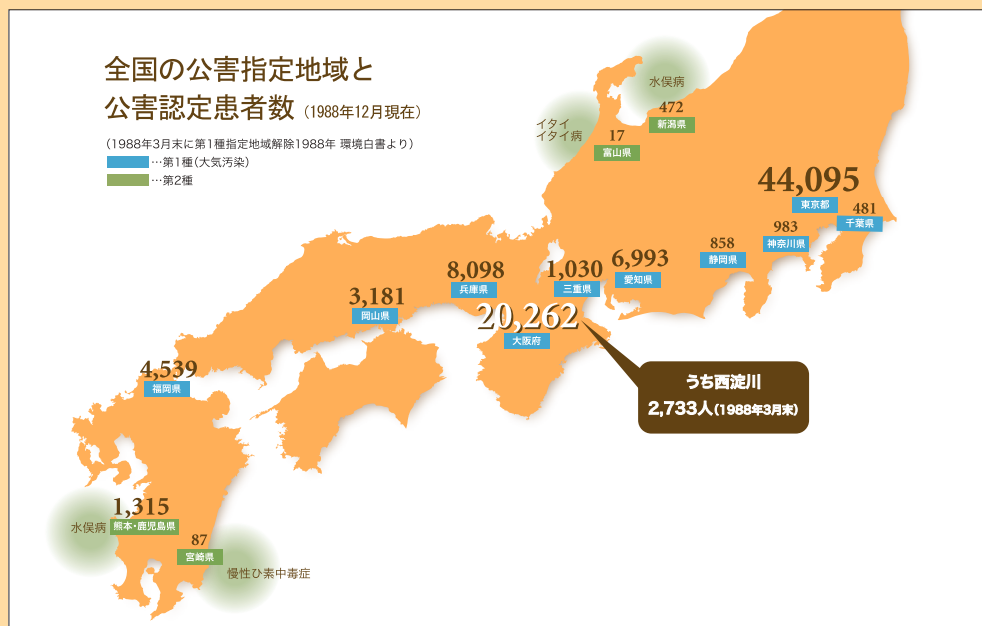 全国の公害指定地域と
公害認定患者数（1988年12月現在）
（1988年3月末に第1種指定地域解除1988年 環境白書より）
…第1種（大気汚染）
…第2種
水俣病
472
新潟県
イタイ
イタイ病
17
富山県
44,095
東京都
481
千葉県
983
神奈川県
858
静岡県
6,993
愛知県
1,030
三重県
8,098
兵庫県
20,262
大阪府
3,181
岡山県
うち西淀川
2,733人（1988年3月末）
4,539
福岡県
1,315
水俣病
熊本・鹿児島県
87
宮崎県
慢性ひ素中毒症